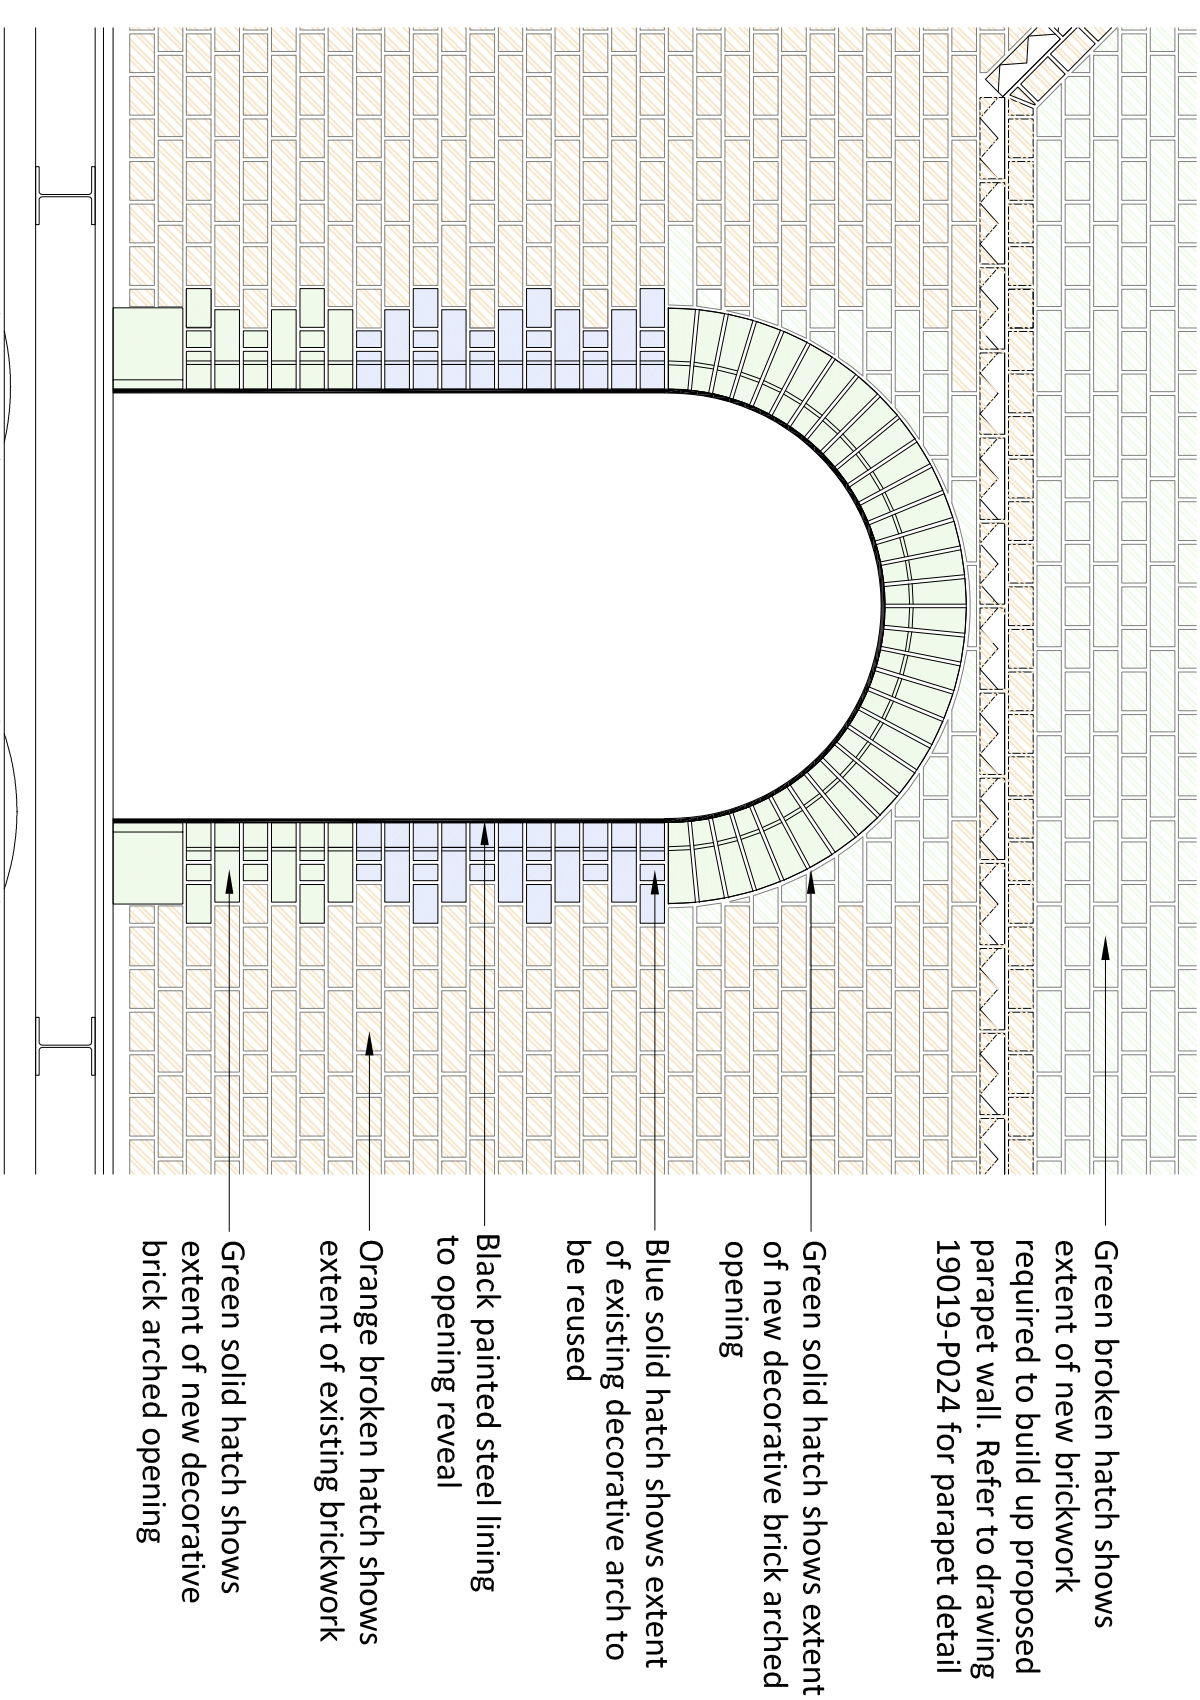 Green broken hatch shows
extent of new brickwork
required to build up proposed
parapet wall. Refer to drawing
19019-P024 for parapet detail
Green solid hatch shows extent
of new decorative brick arched
opening
Blue solid hatch shows extent
of existing decorative arch to
be reused
Black painted steel lining
to opening reveal
Orange broken hatch shows
extent of existing brickwork
Green solid hatch shows
extent of new decorative
brick arched opening